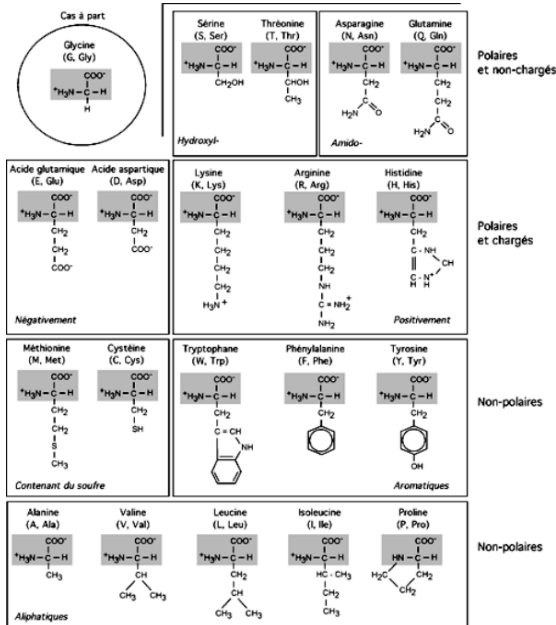 Cas à part
Glycine
(G, Gly)
COO⁻
⁺H₃N – C – H
H
Sérine
(S, Ser)
COO⁻
⁺H₃N – C – H
CH₂OH
Thréonine
(T, Thr)
COO⁻
⁺H₃N – C – H
CHOH
CH₃
Hydroxyl-
Asparagine
(N, Asn)
COO⁻
⁺H₃N – C – H
CH₂
C
H₂N O
Glutamine
(Q, Gln)
COO⁻
⁺H₃N – C – H
CH₂
CH₂
C
H₂N O
Amido-
Polaires
et non-chargés
Acide glutamique
(E, Glu)
COO⁻
⁺H₃N – C – H
CH₂
CH₂
COO⁻
Acide aspartique
(D, Asp)
COO⁻
⁺H₃N – C – H
CH₂
COO⁻
Négativement
Lysine
(K, Lys)
COO⁻
⁺H₃N – C – H
CH₂
CH₂
CH₂
CH₂
H₃N⁺
Arginine
(R, Arg)
COO⁻
⁺H₃N – C – H
CH₂
CH₂
CH₂
NH
C = NH₂⁺
NH₂
Histidine
(H, His)
COO⁻
⁺H₃N – C – H
CH₂
C - NH
CH
C - N⁺
H H
Positivement
Polaires
et chargés
Méthionine
(M, Met)
COO⁻
⁺H₃N – C – H
CH₂
CH₂
S
CH₃
Cystéine
(C, Cys)
COO⁻
⁺H₃N – C – H
CH₂
SH
Contenant du soufre
Tryptophane
(W, Trp)
COO⁻
⁺H₃N – C – H
CH₂
C = CH
NH
Phénylalanine
(F, Phe)
COO⁻
⁺H₃N – C – H
CH₂
Tyrosine
(Y, Tyr)
COO⁻
⁺H₃N – C – H
CH₂
OH
Aromatiques
Non-polaires
Alanine
(A, Ala)
COO⁻
⁺H₃N – C – H
CH₃
Valine
(V, Val)
COO⁻
⁺H₃N – C – H
CH
CH₃ CH₃
Leucine
(L, Leu)
COO⁻
⁺H₃N – C – H
CH₂
CH
CH₃ CH₃
Isoleucine
(I, Ile)
COO⁻
⁺H₃N – C – H
HC - CH₃
CH₂
CH₃
Proline
(P, Pro)
COO⁻
HN – C – H
H₂C CH₂
CH₂
Aliphatiques
Non-polaires